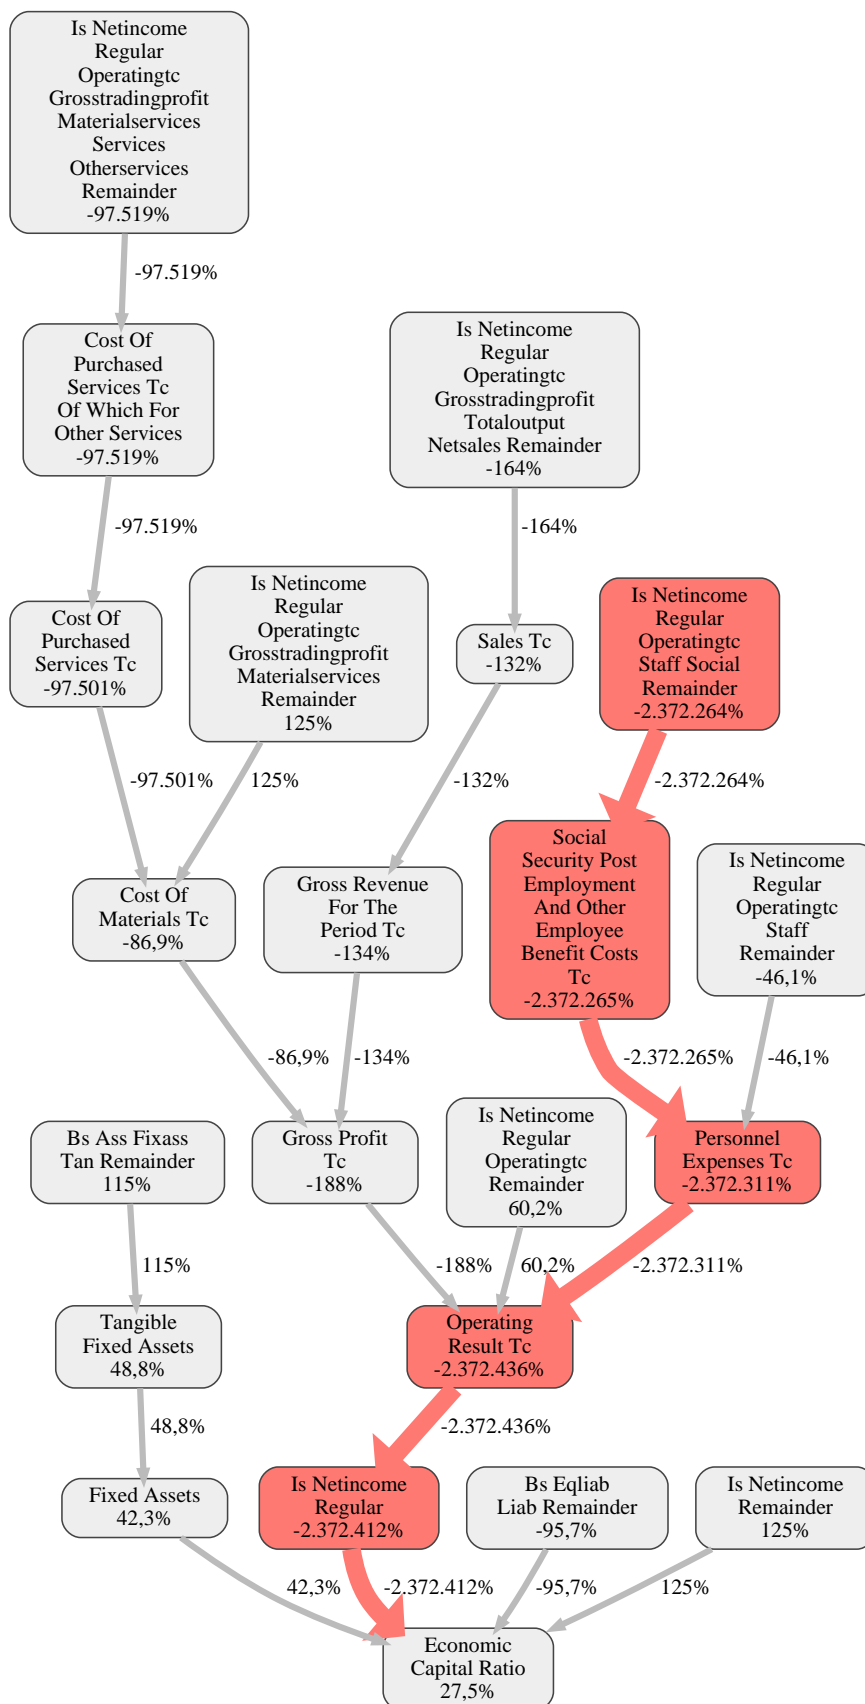 Is Netincome
Regular
Operatingtc
Grosstradingprofit
Materialservices
Services
Otherservices
Remainder
-97.519%
-97.519%
Cost Of
Purchased
Services Tc
Of Which For
Other Services
-97.519%
Is Netincome
Regular
Operatingtc
Grosstradingprofit
Totaloutput
Netsales Remainder
-164%
-97.519%
-164%
Cost Of
Purchased
Services Tc
-97.501%
Is Netincome
Regular
Operatingtc
Grosstradingprofit
Materialservices
Remainder
125%
Sales Tc
-132%
Is Netincome
Regular
Operatingtc
Staff Social
Remainder
-2.372.264%
-97.501%
125%
-132%
-2.372.264%
Cost Of
Materials Tc
-86,9%
Gross Revenue
For The
Period Tc
-134%
Social
Security Post
Employment
And Other
Employee
Benefit Costs
Tc
-2.372.265%
Is Netincome
Regular
Operatingtc
Staff
Remainder
-46,1%
-86,9%
-134%
-2.372.265%
-46,1%
Bs Ass Fixass
Tan Remainder
115%
Gross Profit
Tc
-188%
Is Netincome
Regular
Operatingtc
Remainder
60,2%
Personnel
Expenses Tc
-2.372.311%
115%
-188%
60,2%
-2.372.311%
Tangible
Fixed Assets
48,8%
Operating
Result Tc
-2.372.436%
48,8%
-2.372.436%
Fixed Assets
42,3%
Is Netincome
Regular
-2.372.412%
Bs Eqliab
Liab Remainder
-95,7%
Is Netincome
Remainder
125%
42,3%
-2.372.412%
-95,7%
125%
Economic
Capital Ratio
27,5%